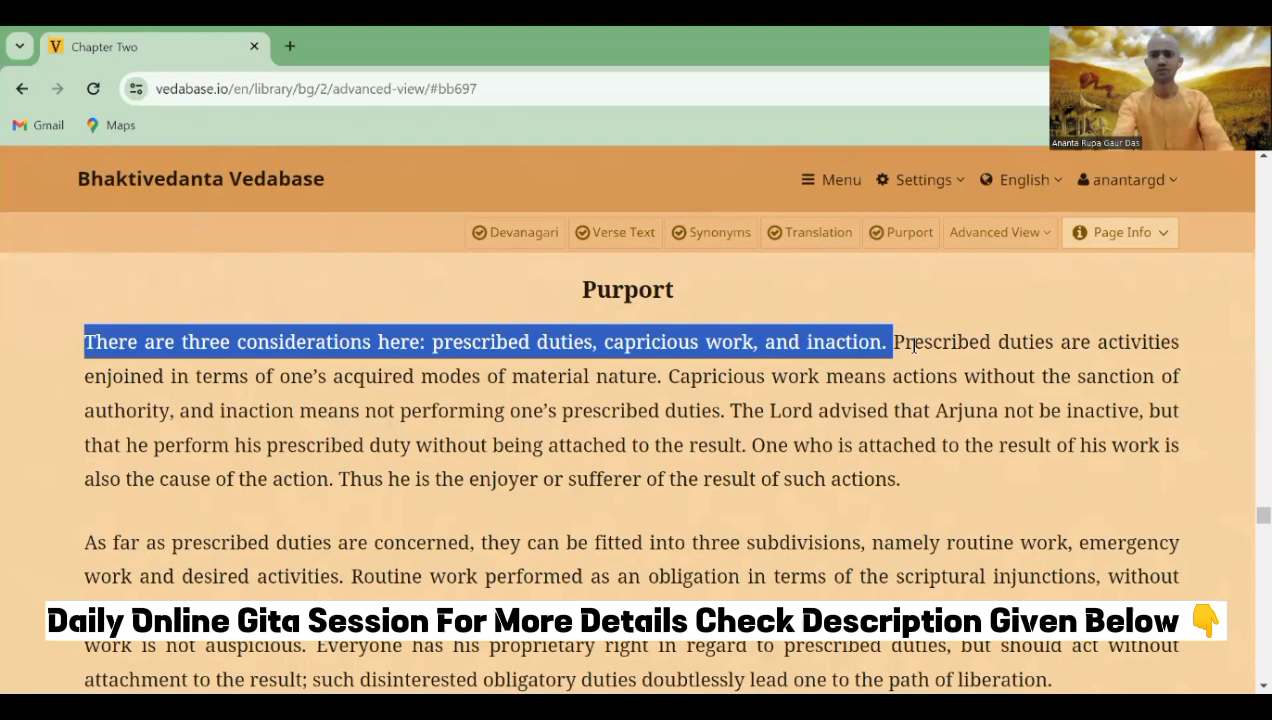 Chapter Two
vedabase.io/en/library/bg/2/advanced-view/#bb697
Gmail Maps
Ananta Rupa Gaur Das
Bhaktivedanta Vedabase
Menu Settings English anantargd
Devanagari Verse Text Synonyms Translation Purport Advanced View Page Info
Purport
There are three considerations here: prescribed duties, capricious work, and inaction. Prescribed duties are activities
enjoined in terms of one’s acquired modes of material nature. Capricious work means actions without the sanction of
authority, and inaction means not performing one’s prescribed duties. The Lord advised that Arjuna not be inactive, but
that he perform his prescribed duty without being attached to the result. One who is attached to the result of his work is
also the cause of the action. Thus he is the enjoyer or sufferer of the result of such actions.
As far as prescribed duties are concerned, they can be fitted into three subdivisions, namely routine work, emergency
work and desired activities. Routine work performed as an obligation in terms of the scriptural injunctions, without
Daily Online Gita Session For More Details Check Description Given Below 👇
work is not auspicious. Everyone has his proprietary right in regard to prescribed duties, but should act without
attachment to the result; such disinterested obligatory duties doubtlessly lead one to the path of liberation.